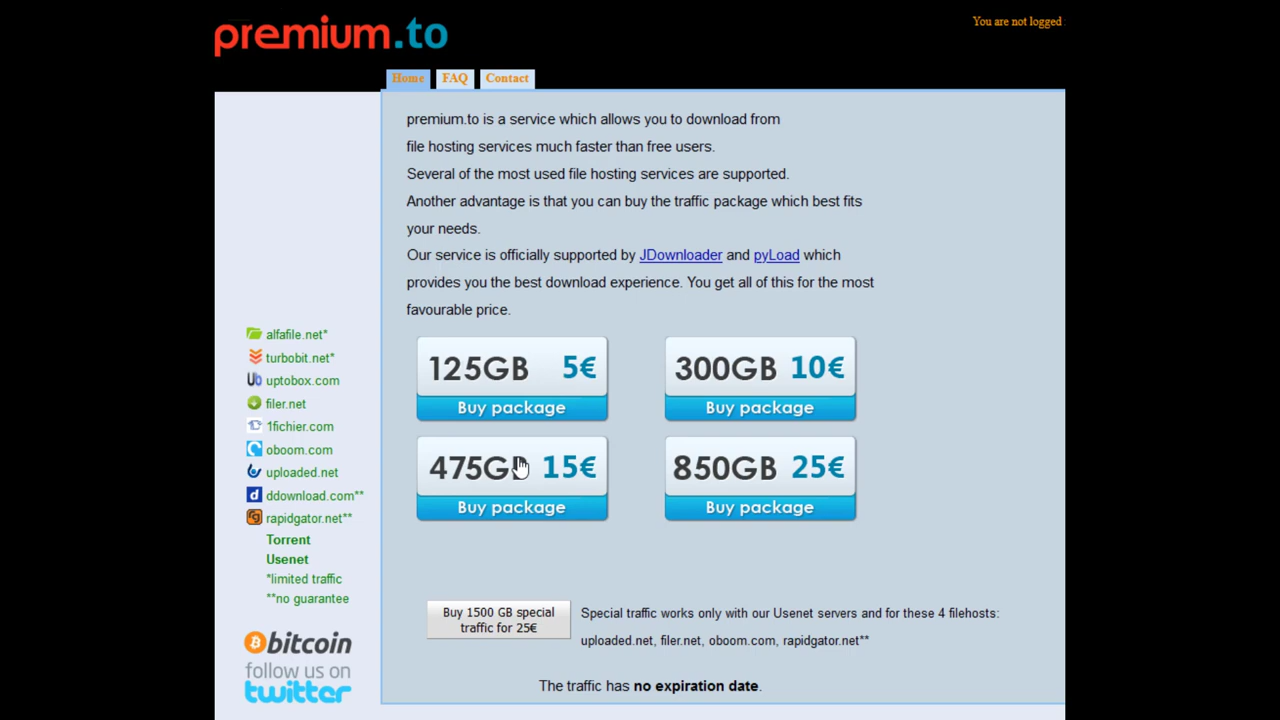 premium.to
You are not logged
Home
FAQ
Contact
premium.to is a service which allows you to download from
file hosting services much faster than free users.
Several of the most used file hosting services are supported.
Another advantage is that you can buy the traffic package which best fits
your needs.
Our service is officially supported by JDownloader and pyLoad which
provides you the best download experience. You get all of this for the most
favourable price.
alfafile.net*
turbobit.net*
uptobox.com
filer.net
1fichier.com
oboom.com
uploaded.net
ddownload.com**
rapidgator.net**
Torrent
Usenet
*limited traffic
**no guarantee
bitcoin
follow us on
twitter
125GB 5€
Buy package
300GB 10€
Buy package
475GB 15€
Buy package
850GB 25€
Buy package
Buy 1500 GB special
traffic for 25€
Special traffic works only with our Usenet servers and for these 4 filehosts:
uploaded.net, filer.net, oboom.com, rapidgator.net**
The traffic has no expiration date.